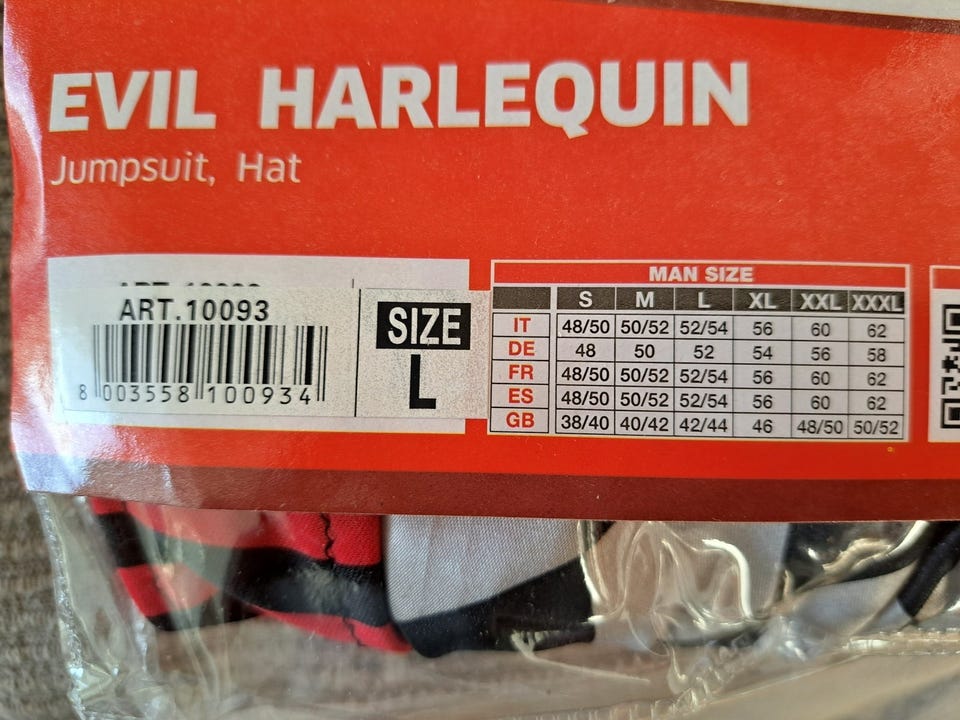 EVIL HARLEQUIN
Jumpsuit, Hat
ART.10093
8 003558 100934
SIZE
L
MAN SIZE
S M L XL XXL XXXL
IT 48/50 50/52 52/54 56 60 62
DE 48 50 52 54 56 58
FR 48/50 50/52 52/54 56 60 62
ES 48/50 50/52 52/54 56 60 62
GB 38/40 40/42 42/44 46 48/50 50/52